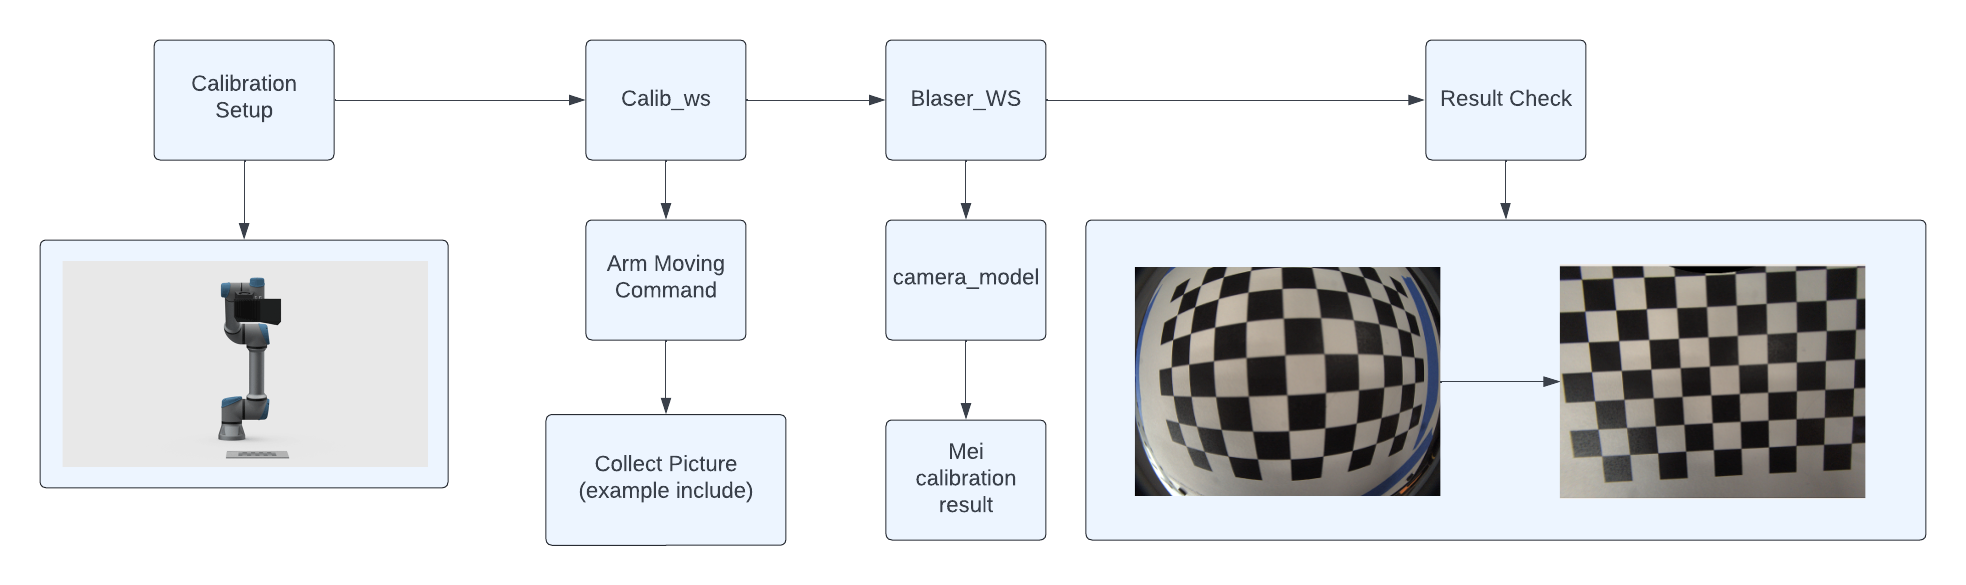 Calibration
Setup
Calib_ws
Blaser_WS
Result Check
Arm Moving
Command
camera_model
Collect Picture
(example include)
Mei
calibration
result